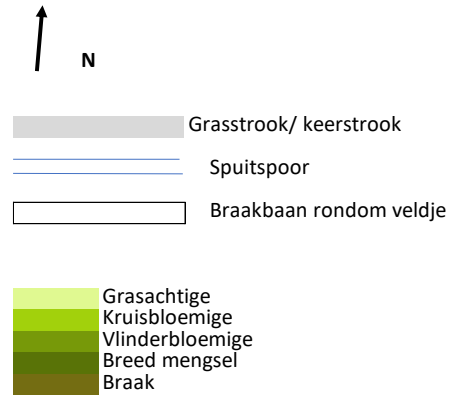 N
Grasstrook/ keerstrook
Spuitspoor
Braakbaan rondom veldje
Grasachtige
Kruisbloemige
Vlinderbloemige
Breed mengsel
Braak